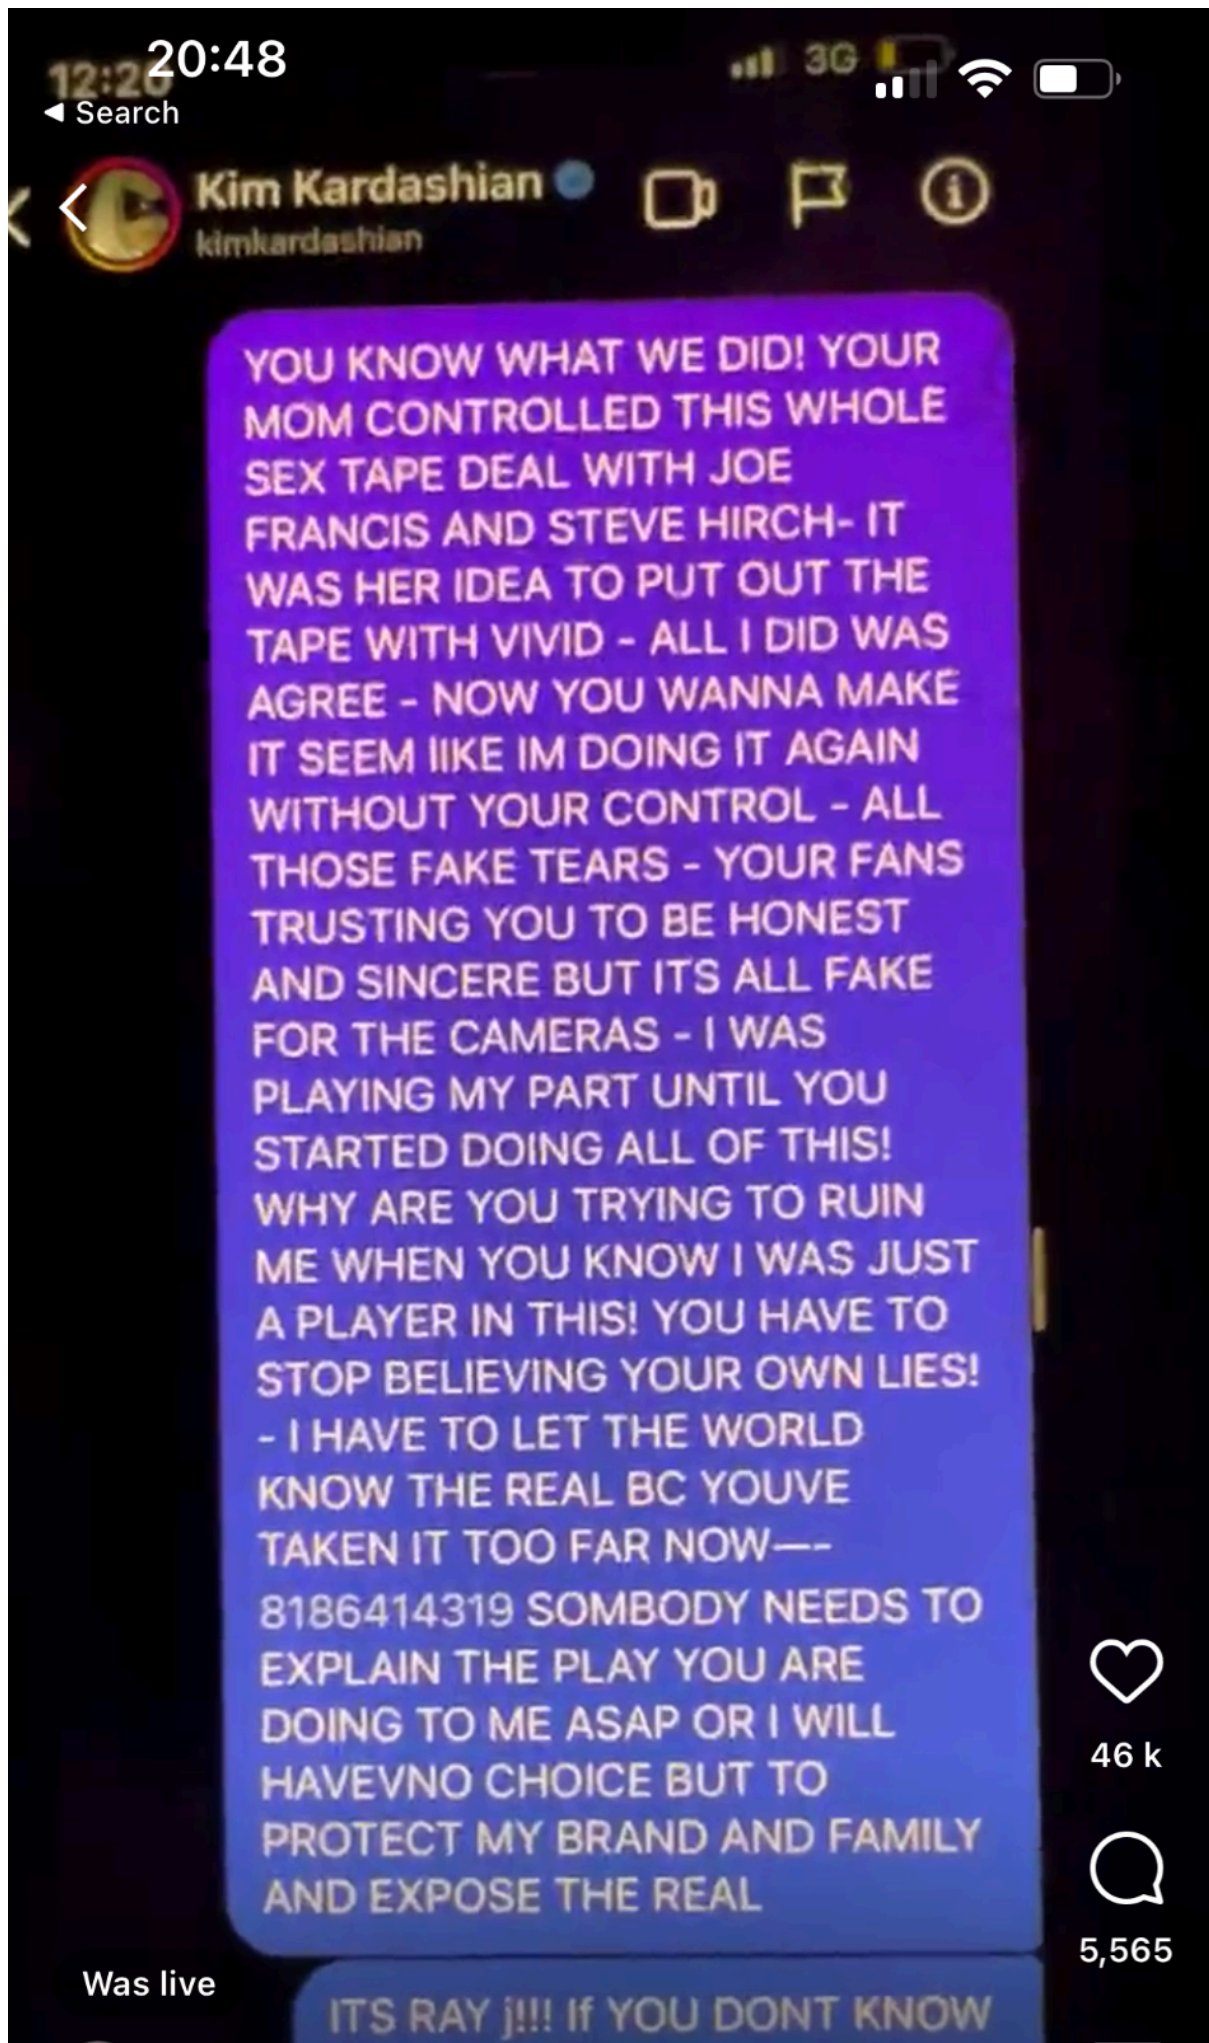 20:48
12:20
3G
Search
Kim Kardashian
kimkardashian
YOU KNOW WHAT WE DID! YOUR
MOM CONTROLLED THIS WHOLE
SEX TAPE DEAL WITH JOE
FRANCIS AND STEVE HIRCH- IT
WAS HER IDEA TO PUT OUT THE
TAPE WITH VIVID - ALL I DID WAS
AGREE - NOW YOU WANNA MAKE
IT SEEM lIKE IM DOING IT AGAIN
WITHOUT YOUR CONTROL - ALL
THOSE FAKE TEARS - YOUR FANS
TRUSTING YOU TO BE HONEST
AND SINCERE BUT ITS ALL FAKE
FOR THE CAMERAS - I WAS
PLAYING MY PART UNTIL YOU
STARTED DOING ALL OF THIS!
WHY ARE YOU TRYING TO RUIN
ME WHEN YOU KNOW I WAS JUST
A PLAYER IN THIS! YOU HAVE TO
STOP BELIEVING YOUR OWN LIES!
- I HAVE TO LET THE WORLD
KNOW THE REAL BC YOUVE
TAKEN IT TOO FAR NOW—-
8186414319 SOMBODY NEEDS TO
EXPLAIN THE PLAY YOU ARE
DOING TO ME ASAP OR I WILL
HAVEVNO CHOICE BUT TO
PROTECT MY BRAND AND FAMILY
AND EXPOSE THE REAL
46 k
5,565
Was live
ITS RAY j!!! If YOU DONT KNOW